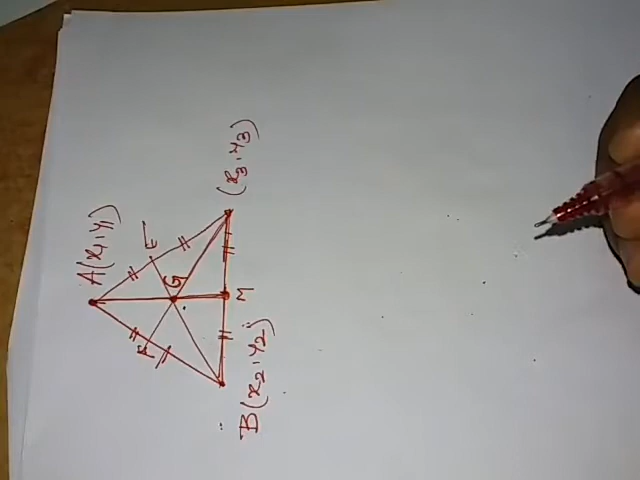 A(x₁,y₁)
E
F
G
M
B(x₂,y₂)
(x₃,y₃)